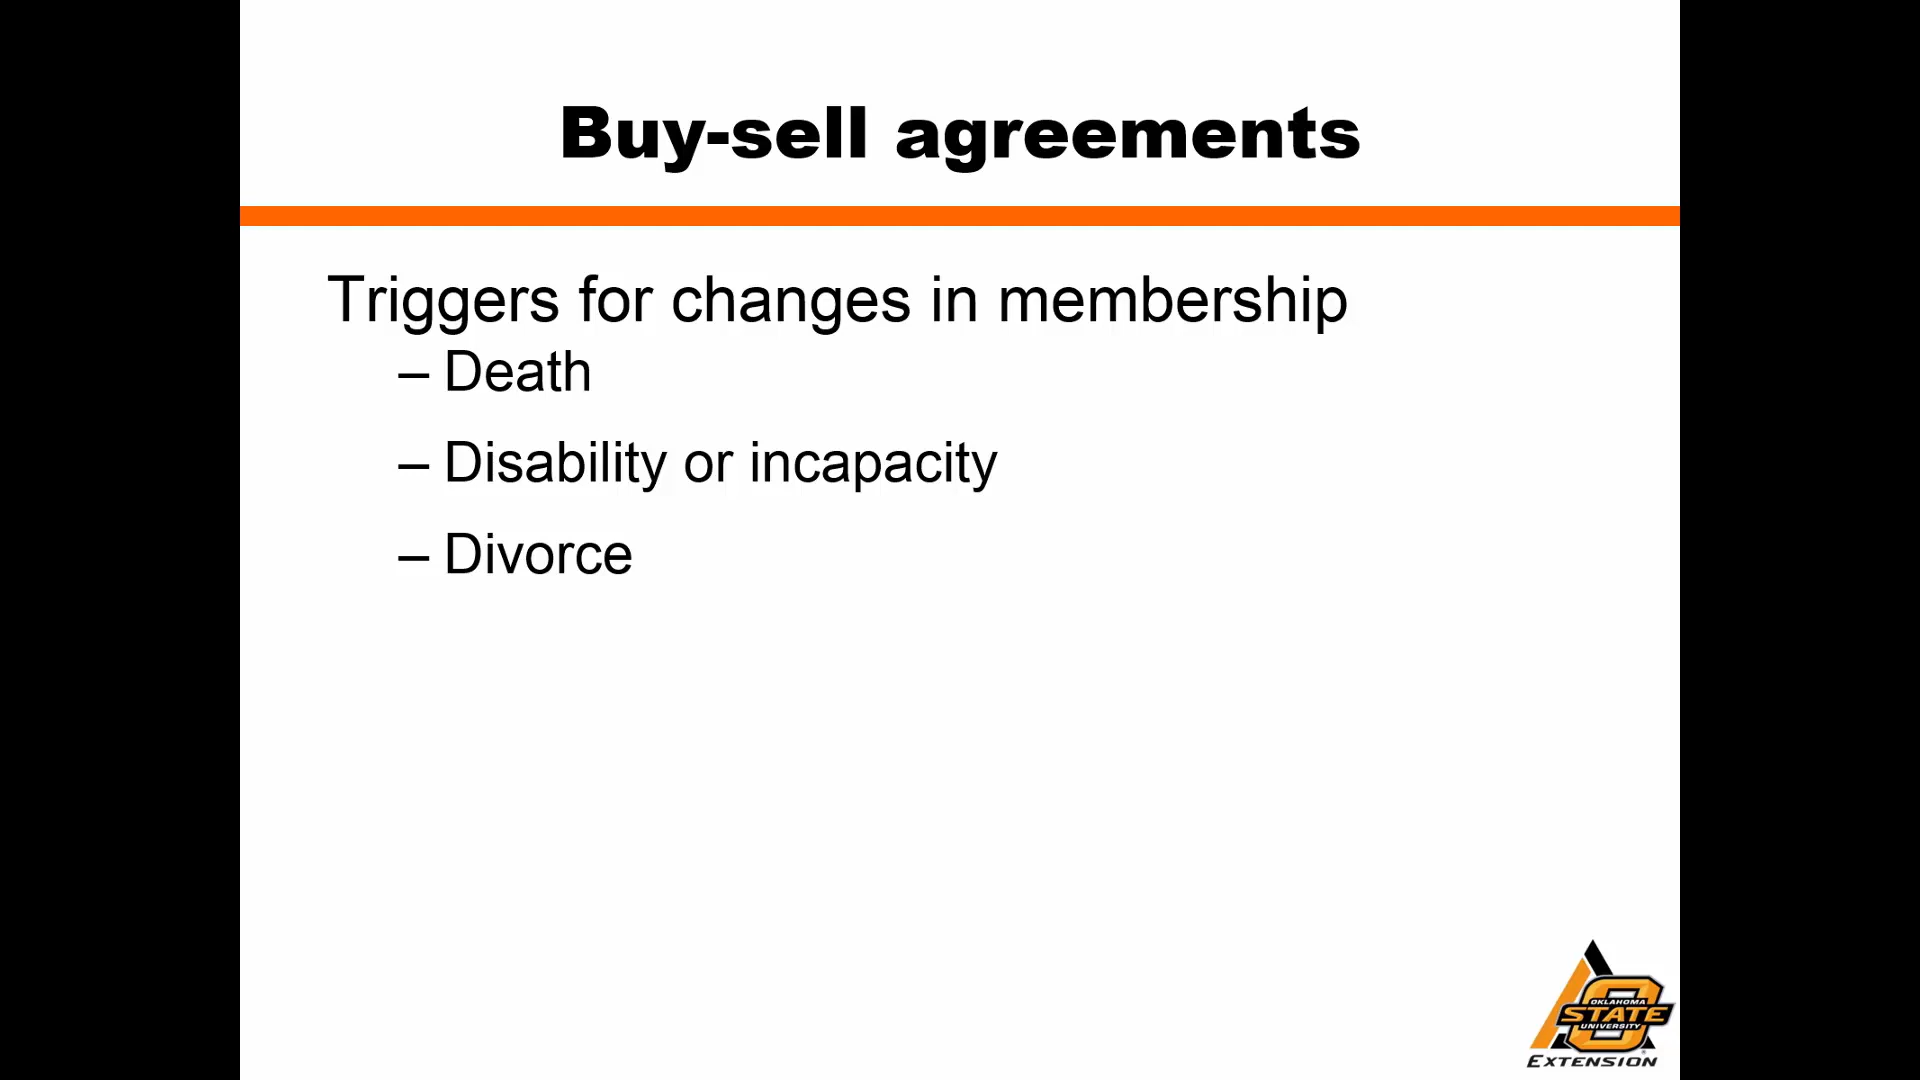 Buy-sell agreements
Triggers for changes in membership
– Death
– Disability or incapacity
– Divorce
OKLAHOMA
STATE
UNIVERSITY
EXTENSION